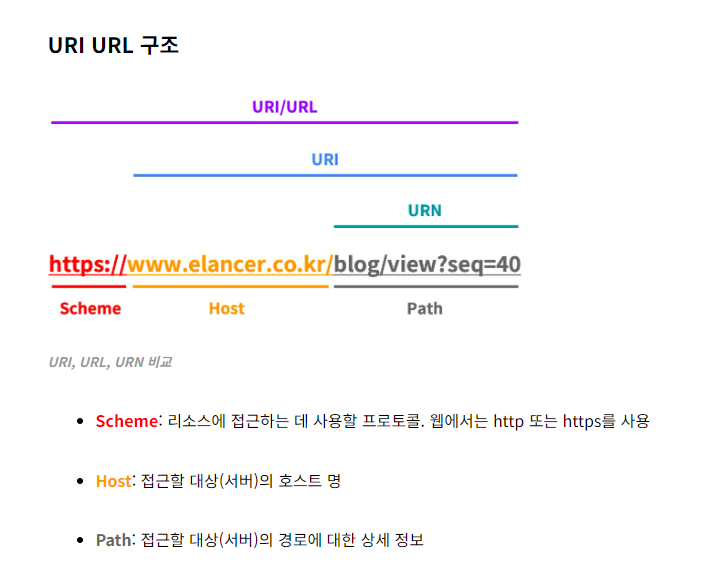 URI URL 구조
URI/URL
URI
URN
https://www.elancer.co.kr/blog/view?seq=40
Scheme Host Path
URI, URL, URN 비교
Scheme: 리소스에 접근하는 데 사용할 프로토콜. 웹에서는 http 또는 https를 사용
Host: 접근할 대상(서버)의 호스트 명
Path: 접근할 대상(서버)의 경로에 대한 상세 정보